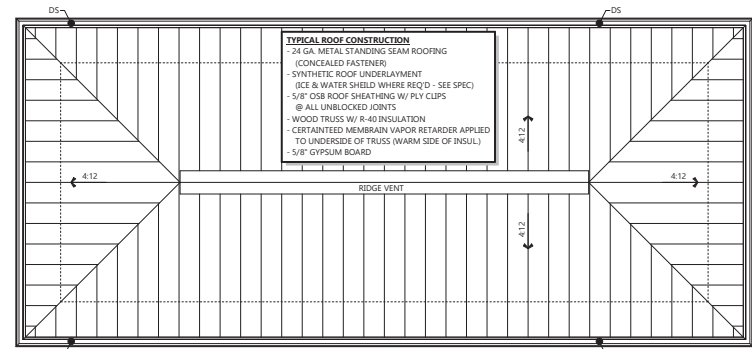 DS
DS
TYPICAL ROOF CONSTRUCTION
- 24 GA. METAL STANDING SEAM ROOFING
(CONCEALED FASTENER)
- SYNTHETIC ROOF UNDERLAYMENT
(ICE & WATER SHEILD WHERE REQ'D - SEE SPEC)
- 5/8" OSB ROOF SHEATHING W/ PLY CLIPS
@ ALL UNBLOCKED JOINTS
- WOOD TRUSS W/ R-40 INSULATION
- CERTAINTEED MEMBRAIN VAPOR RETARDER APPLIED
TO UNDERSIDE OF TRUSS (WARM SIDE OF INSUL.)
- 5/8" GYPSUM BOARD
4:12
4:12
4:12
RIDGE VENT
4:12